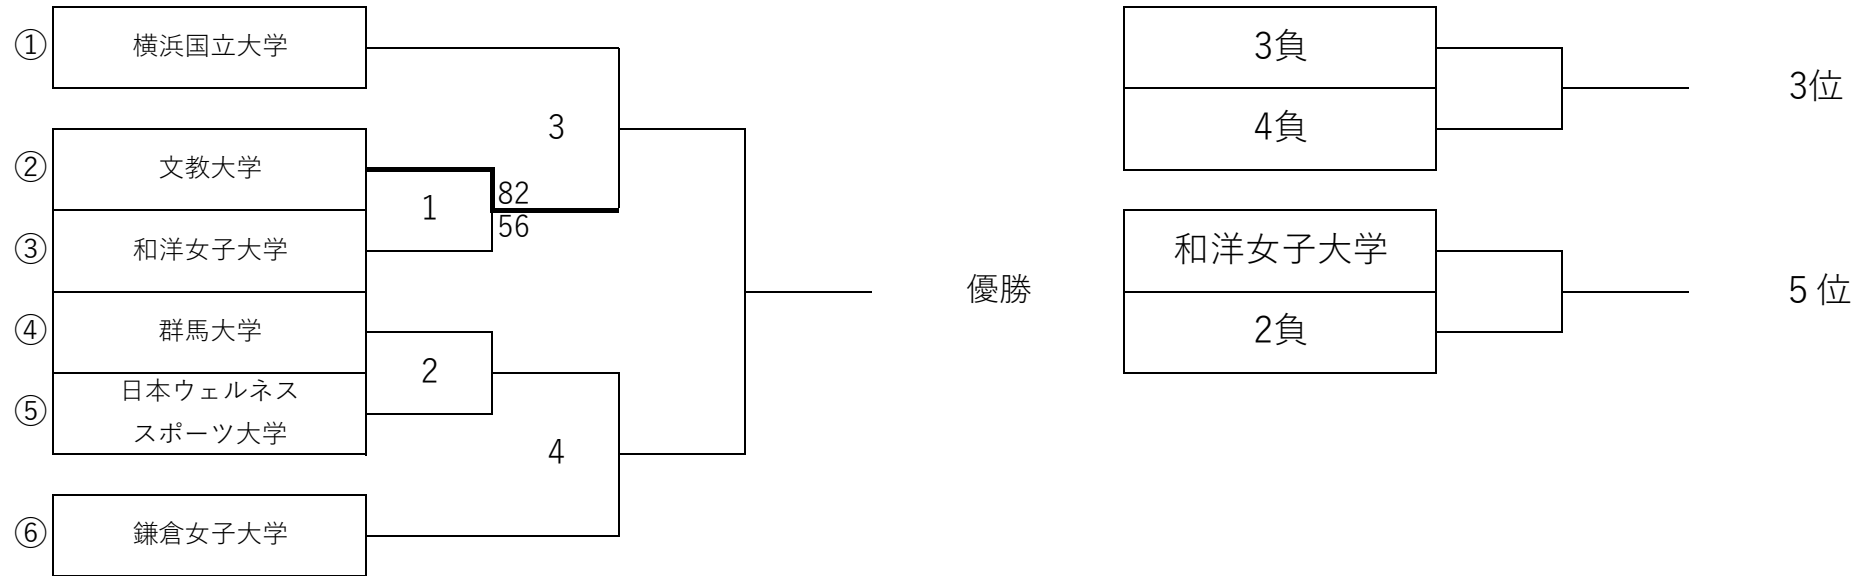 ① 横浜国立大学
② 文教大学
③ 和洋女子大学
④ 群馬大学
⑤ 日本ウェルネス
スポーツ大学
⑥ 鎌倉女子大学
1
82
56
2
3
4
優勝
3負
4負
3位
和洋女子大学
2負
5位